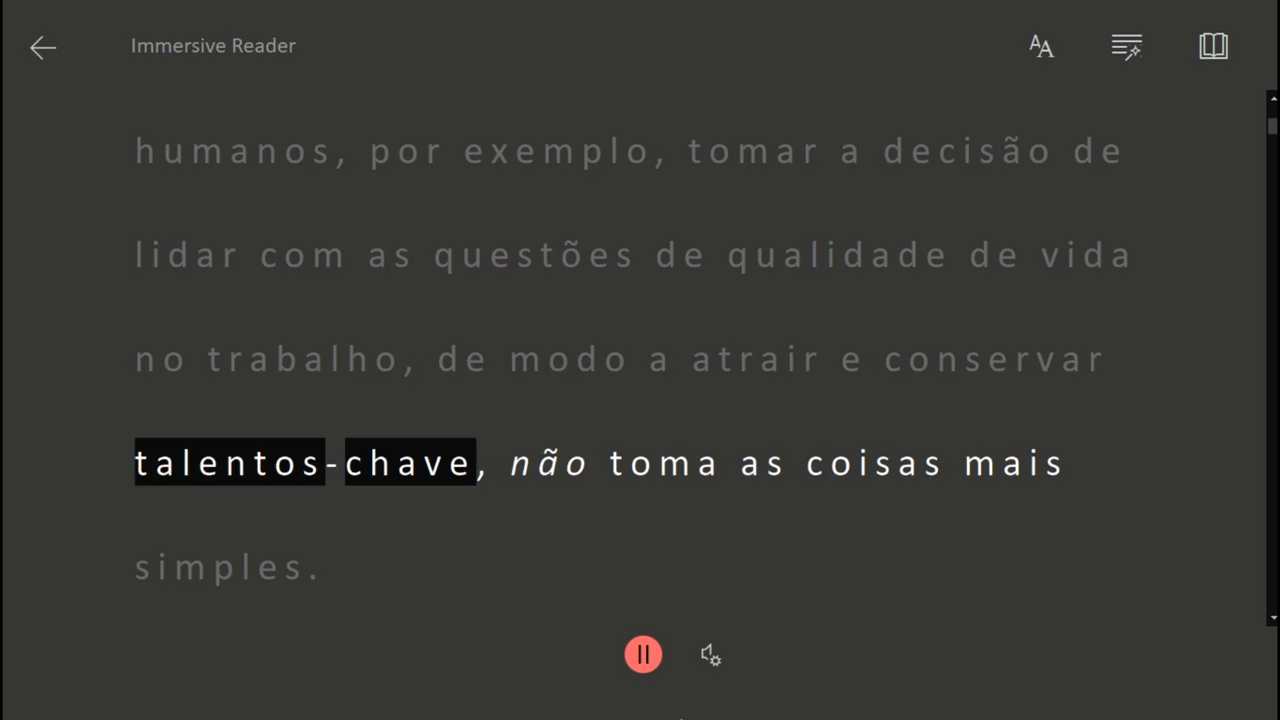 Immersive Reader
humanos, por exemplo, tomar a decisão de
lidar com as questões de qualidade de vida
no trabalho, de modo a atrair e conservar
talentos-chave, não toma as coisas mais
simples.